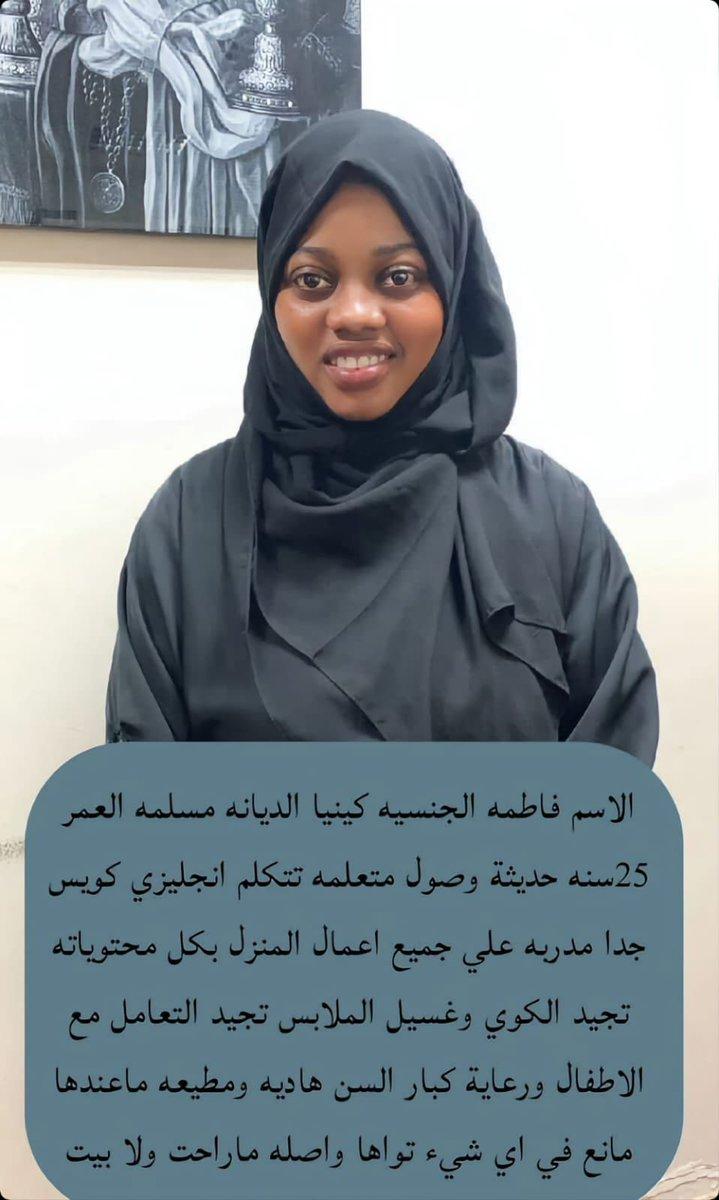 الاسم فاطمه الجنسيه كينيا الديانه مسلمه العمر
25سنه حديثة وصول متعلمه تتكلم انجليزي كويس
جدا مدربه علي جميع اعمال المنزل بكل محتوياته
تجيد الكوي وغسيل الملابس تجيد التعامل مع
الاطفال ورعاية كبار السن هاديه ومطيعه ماعندها
مانع في اي شيء تواها واصله ماراحت ولا بيت